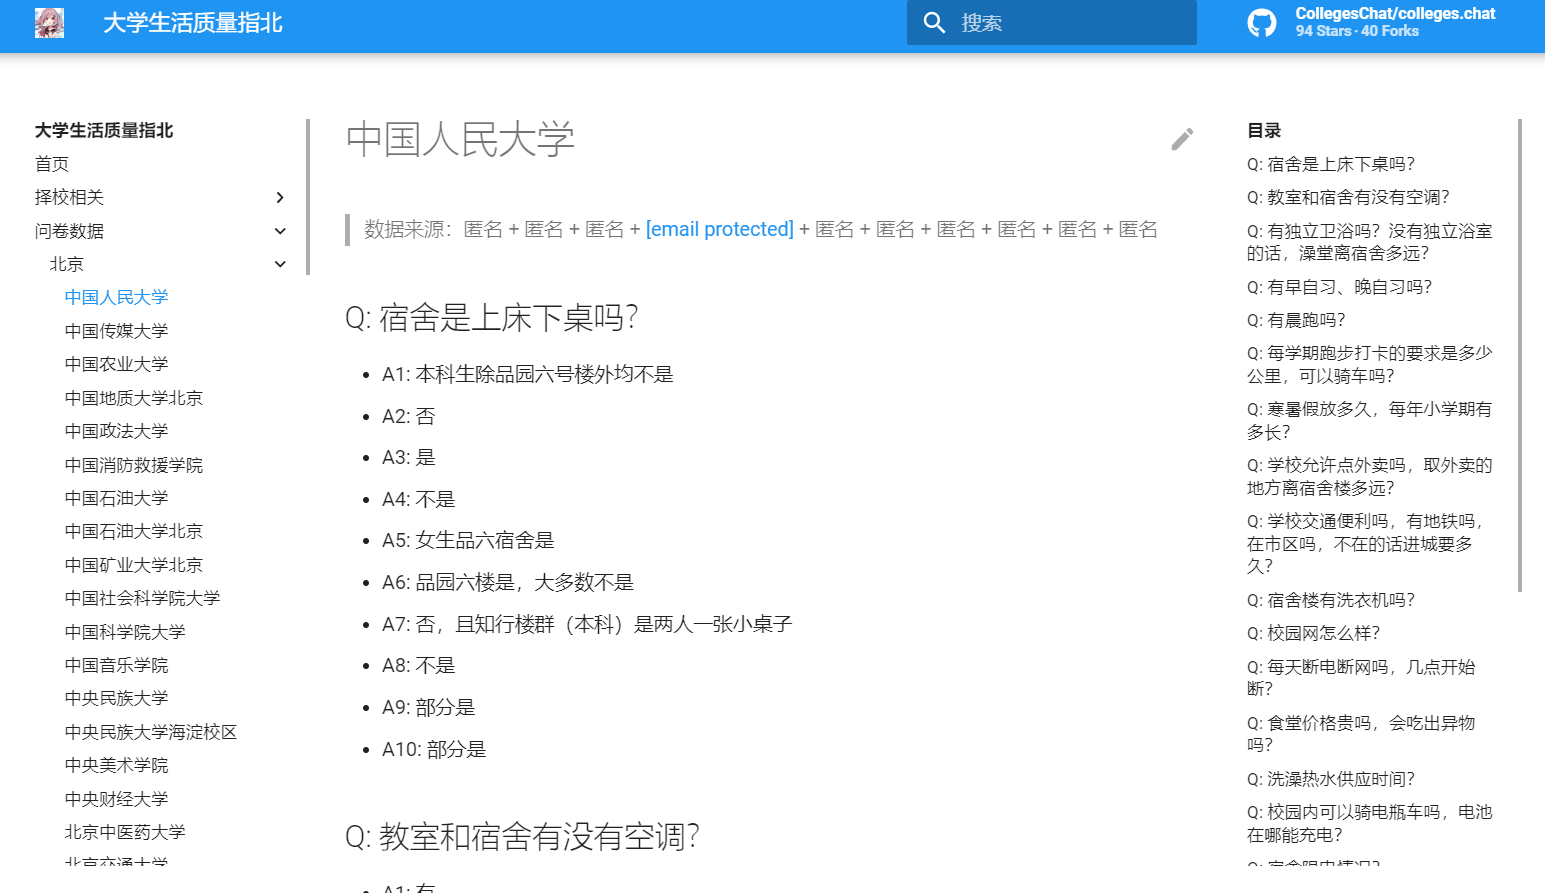 大学生活质量指北
搜索
CollegesChat/colleges.chat
94 Stars · 40 Forks
大学生活质量指北
首页
择校相关
问卷数据
北京
中国人民大学
中国传媒大学
中国农业大学
中国地质大学北京
中国政法大学
中国消防救援学院
中国石油大学
中国石油大学北京
中国矿业大学北京
中国社会科学院大学
中国科学院大学
中国音乐学院
中央民族大学
中央民族大学海淀校区
中央美术学院
中央财经大学
北京中医药大学
北京交通大学
中国人民大学
数据来源：匿名 + 匿名 + 匿名 + [email protected] + 匿名 + 匿名 + 匿名 + 匿名 + 匿名 + 匿名
Q: 宿舍是上床下桌吗？
A1: 本科生除品园六号楼外均不是
A2: 否
A3: 是
A4: 不是
A5: 女生品六宿舍是
A6: 品园六楼是，大多数不是
A7: 否，且知行楼群（本科）是两人一张小桌子
A8: 不是
A9: 部分是
A10: 部分是
Q: 教室和宿舍有没有空调？
A1: 有
目录
Q: 宿舍是上床下桌吗？
Q: 教室和宿舍有没有空调？
Q: 有独立卫浴吗？没有独立浴室
的话，澡堂离宿舍多远？
Q: 有早自习、晚自习吗？
Q: 有晨跑吗？
Q: 每学期跑步打卡的要求是多少
公里，可以骑车吗？
Q: 寒暑假放多久，每年小学期有
多长？
Q: 学校允许点外卖吗，取外卖的
地方离宿舍楼多远？
Q: 学校交通便利吗，有地铁吗，
在市区吗，不在的话进城要多
久？
Q: 宿舍楼有洗衣机吗？
Q: 校园网怎么样？
Q: 每天断电断网吗，几点开始
断？
Q: 食堂价格贵吗，会吃出异物
吗？
Q: 洗澡热水供应时间？
Q: 校园内可以骑电瓶车吗，电池
在哪能充电？
Q: 宿舍限电情况？